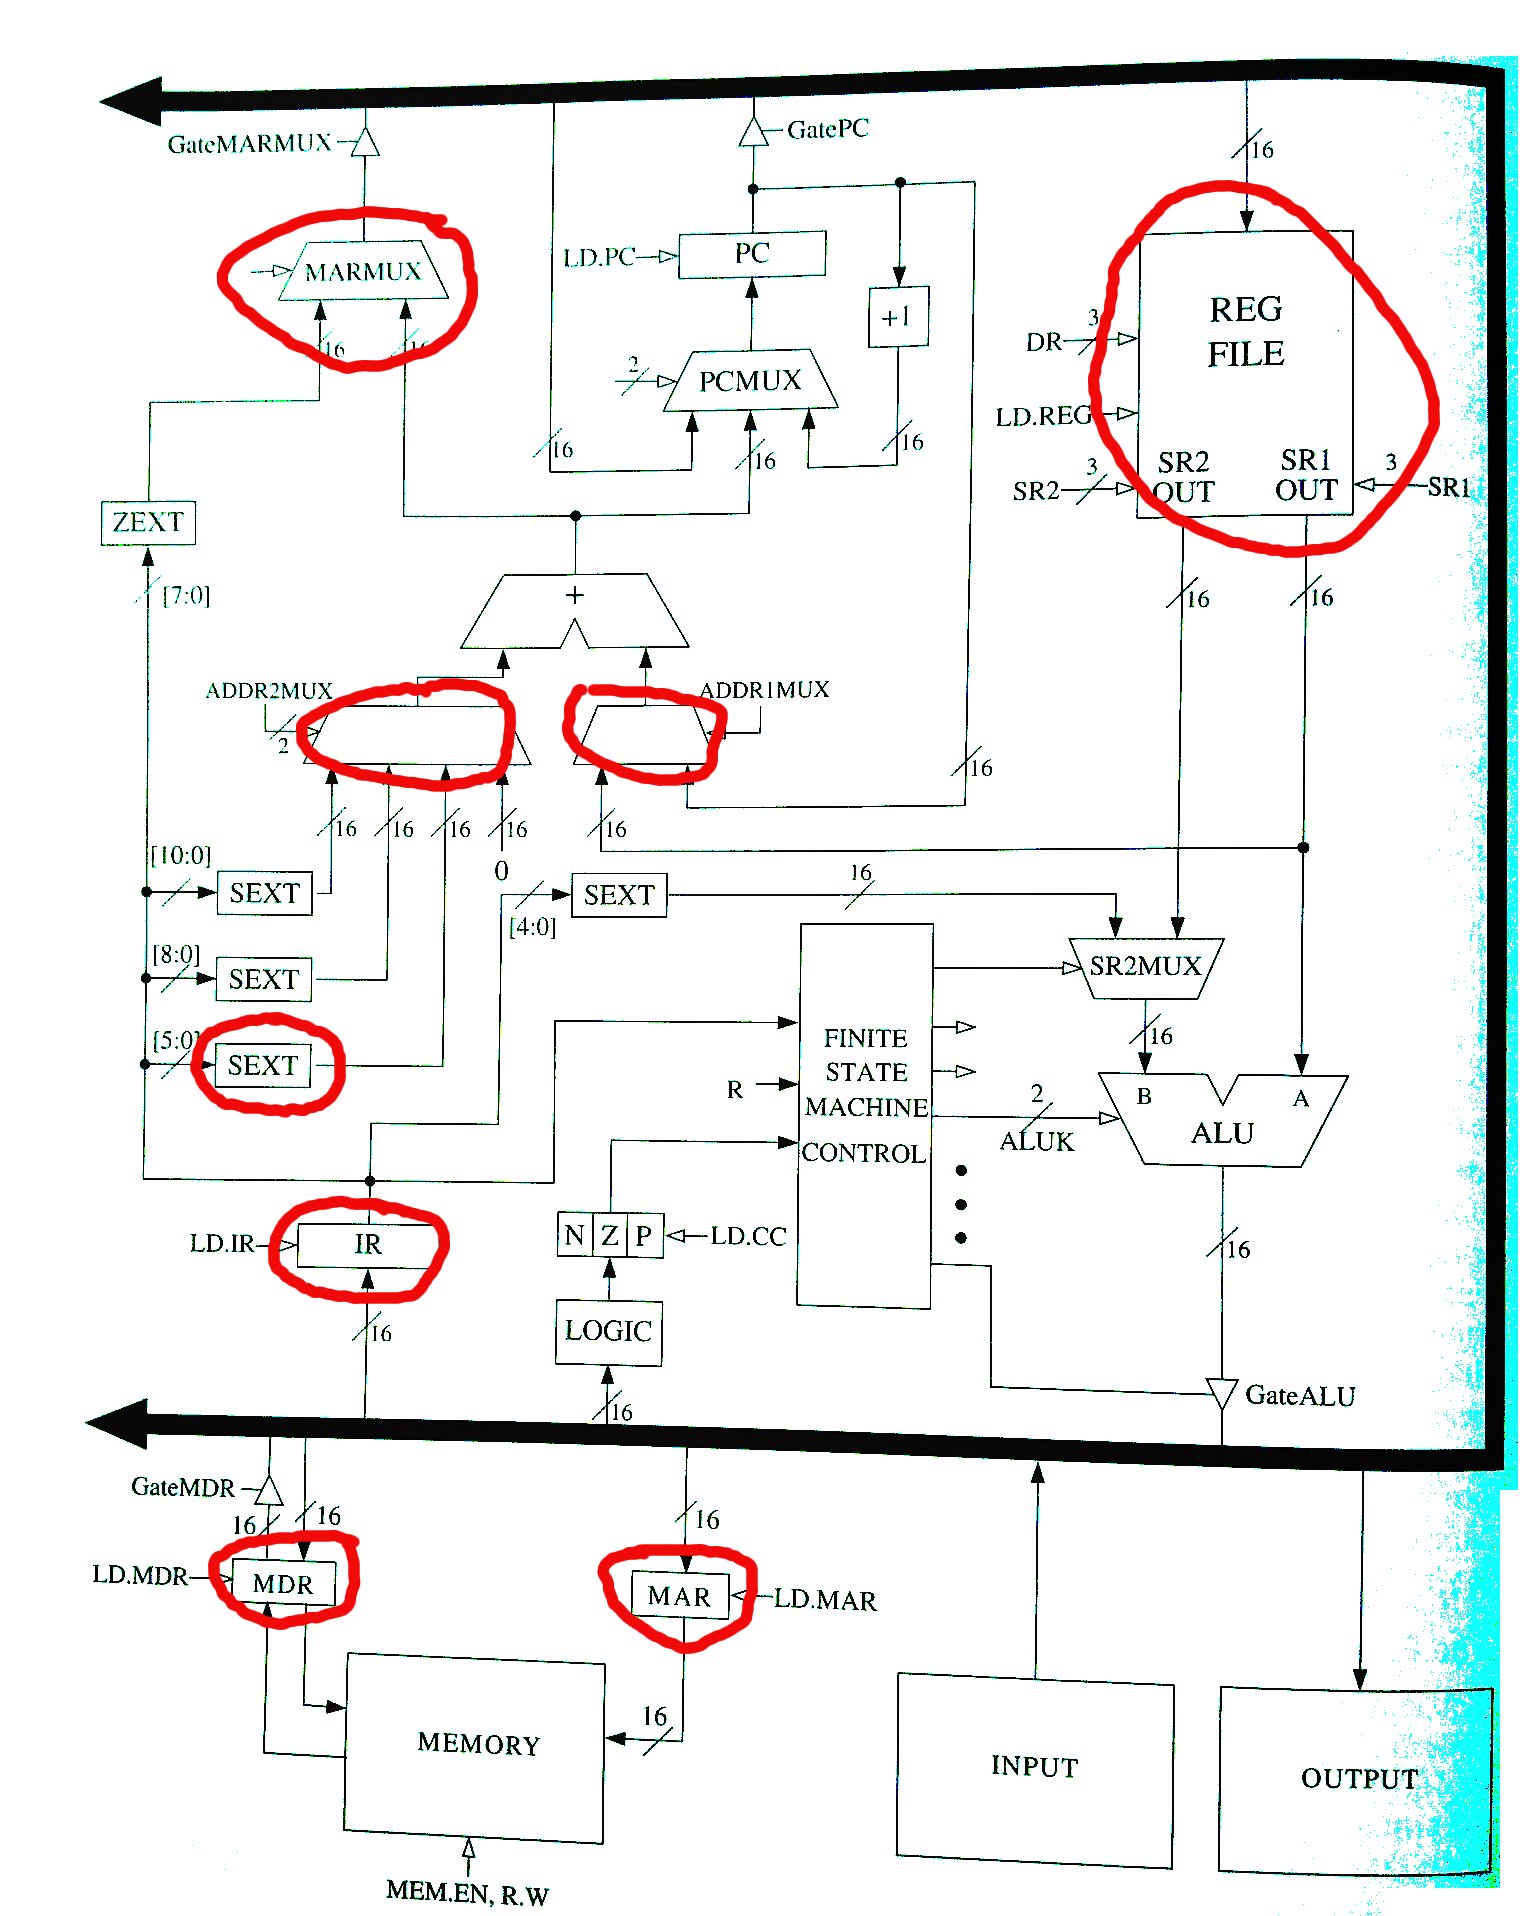 GateMARMUX
GatePC
16
MARMUX
LD.PC
PC
+1
REG
FILE
3
DR
LD.REG
16
16
2
PCMUX
16
16
16
SR2
OUT
SR1
OUT
3
SR2
3
SR1
ZEXT
[7:0]
+
16
16
ADDR2MUX
2
ADDR1MUX
16
16
16
16
16
16
0
[10:0]
SEXT
[4:0]
SEXT
16
[8:0]
SEXT
SR2MUX
[5:0]
SEXT
16
FINITE
STATE
MACHINE
CONTROL
R
2
ALUK
B
A
ALU
LD.IR
IR
N Z P
LD.CC
16
16
LOGIC
16
GateALU
GateMDR
16
16
16
LD.MDR
MDR
MAR
LD.MAR
16
MEMORY
INPUT
OUTPUT
MEM.EN, R.W